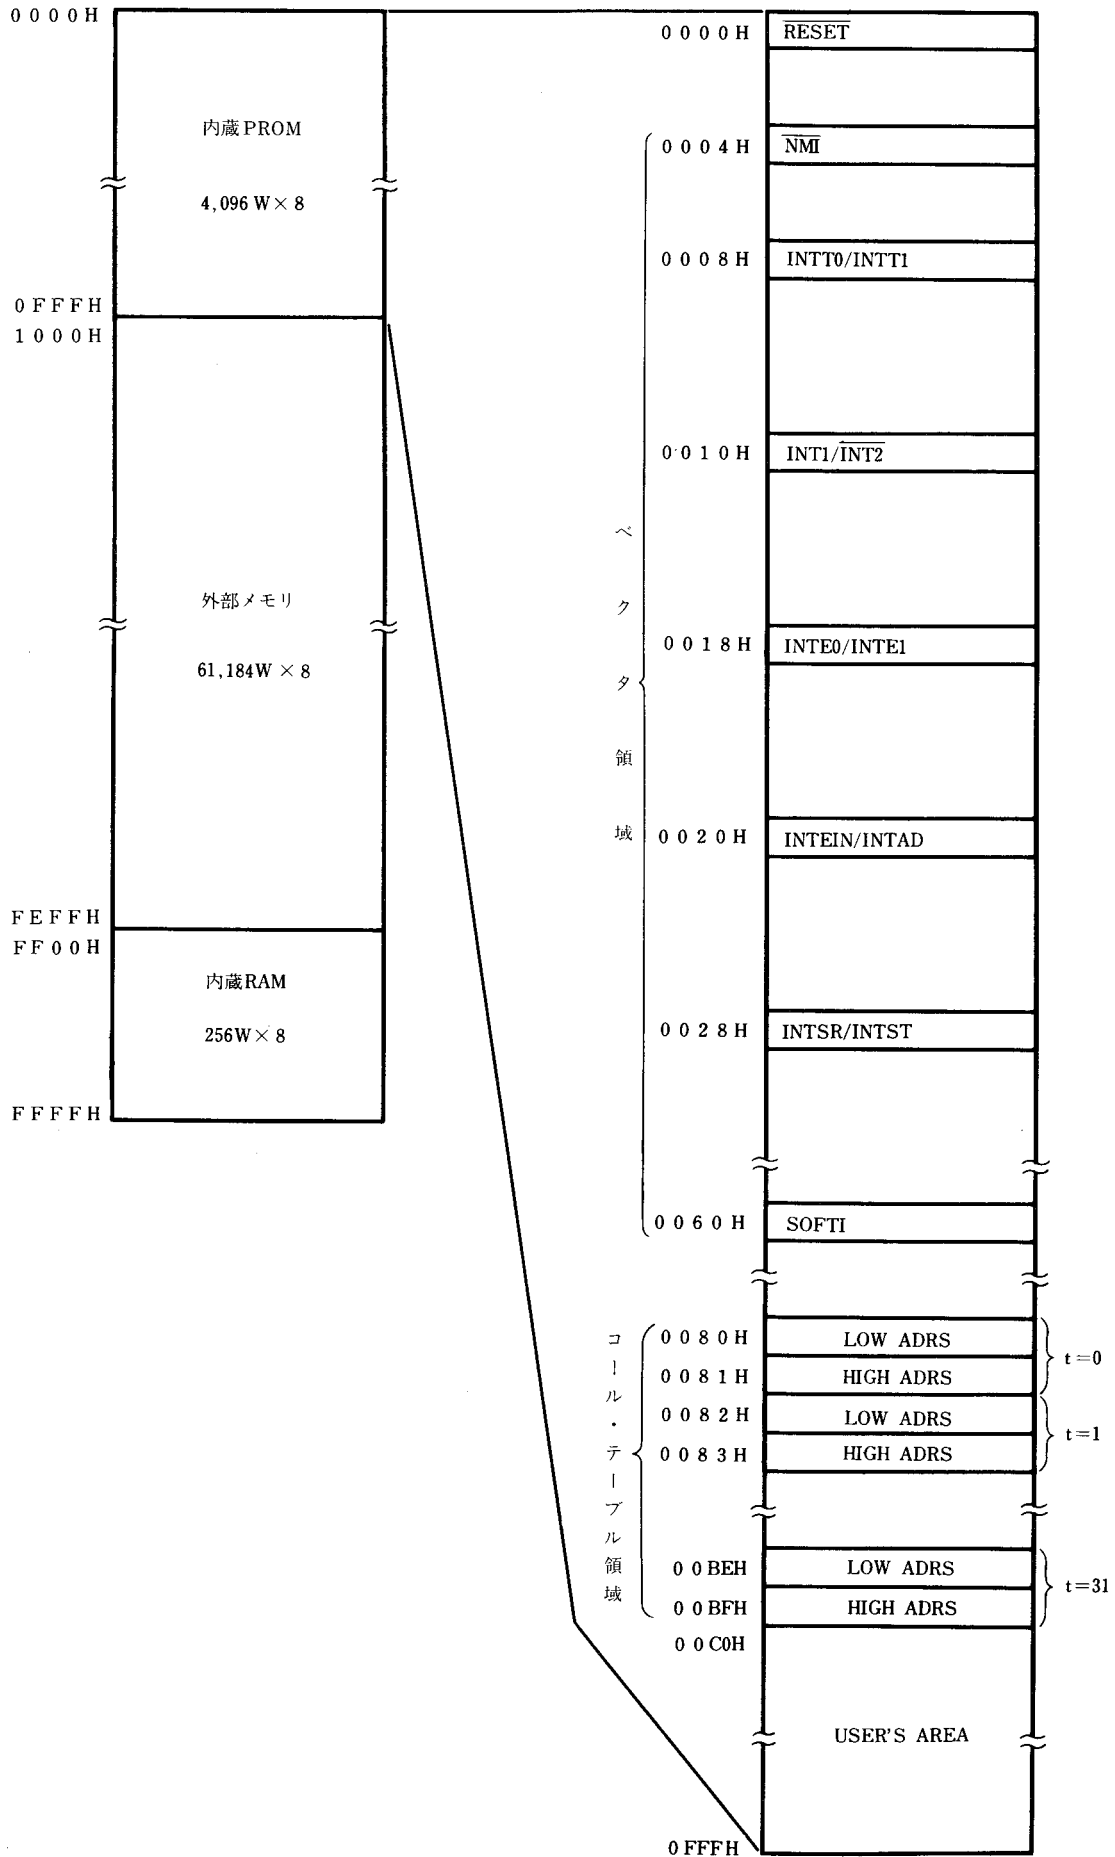 0000H
内蔵PROM
4,096W×8
0FFFH
1000H
外部メモリ
61,184W×8
FEFFH
FF00H
内蔵RAM
256W×8
FFFFH
ベクタ領域
0000H RESET
0004H NMI
0008H INTT0/INTT1
0010H INT1/INT2
0018H INTE0/INTE1
0020H INTEIN/INTAD
0028H INTSR/INTST
0060H SOFTI
コール・テーブル領域
0080H LOW ADRS
0081H HIGH ADRS
t=0
0082H LOW ADRS
0083H HIGH ADRS
t=1
00BEH LOW ADRS
00BFH HIGH ADRS
t=31
00C0H
USER'S AREA
0FFFH